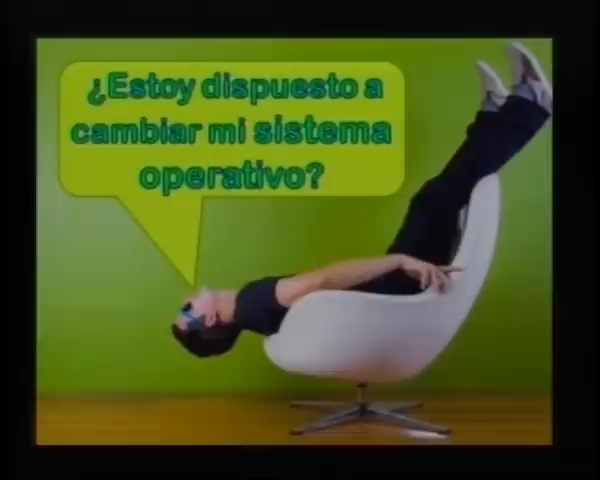 ¿Estoy dispuesto a
cambiar mi sistema
operativo?